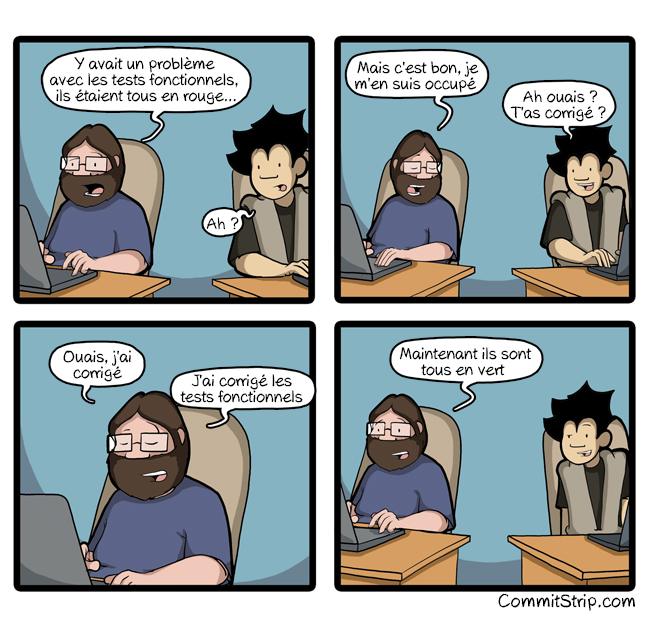 Y avait un problème
avec les tests fonctionnels,
ils étaient tous en rouge...
Ah ?
Mais c'est bon, je
m'en suis occupé
Ah ouais ?
T'as corrigé ?
Ouais, j'ai
corrigé
J'ai corrigé les
tests fonctionnels
Maintenant ils sont
tous en vert
CommitStrip.com